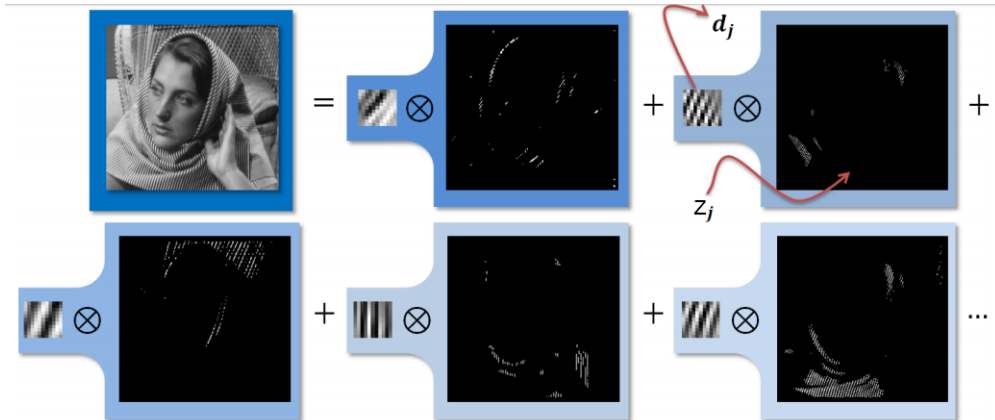 d_j
= ⊗ + ⊗ +
z_j
⊗ + ⊗ + ⊗ ...